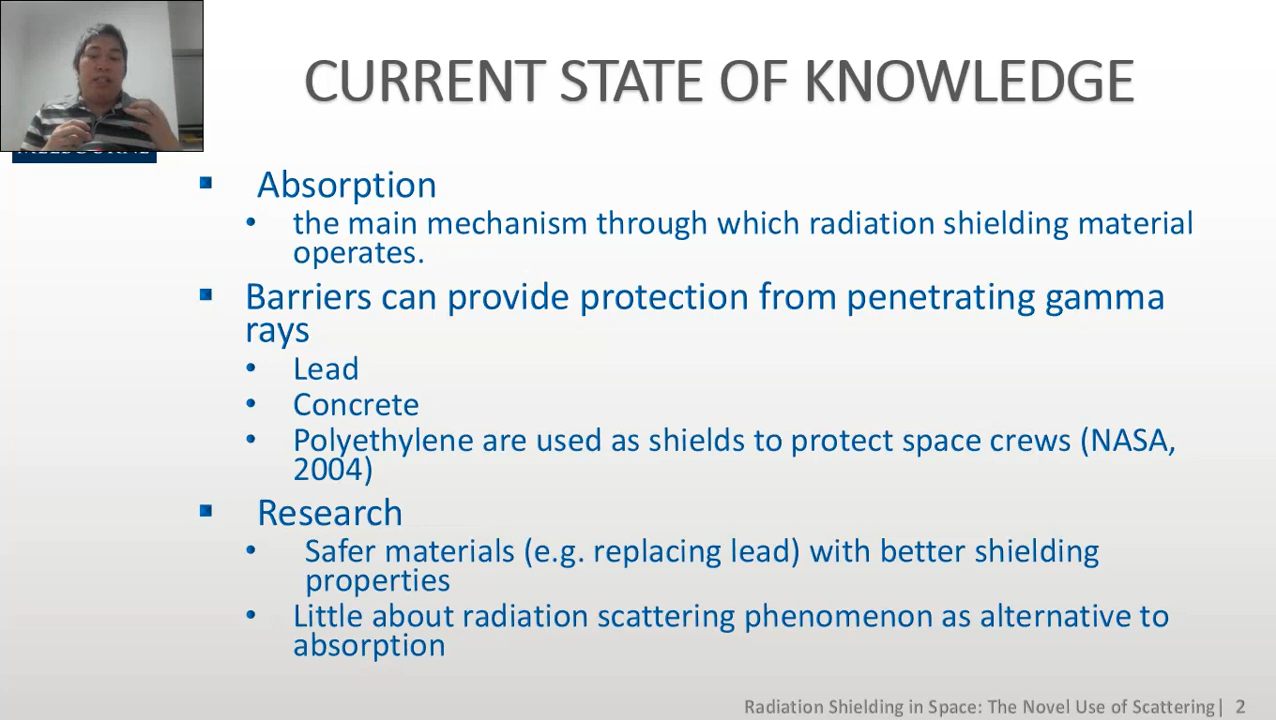 CURRENT STATE OF KNOWLEDGE
▪ Absorption
• the main mechanism through which radiation shielding material
operates.
▪ Barriers can provide protection from penetrating gamma
rays
• Lead
• Concrete
• Polyethylene are used as shields to protect space crews (NASA,
2004)
▪ Research
• Safer materials (e.g. replacing lead) with better shielding
properties
• Little about radiation scattering phenomenon as alternative to
absorption
Radiation Shielding in Space: The Novel Use of Scattering| 2